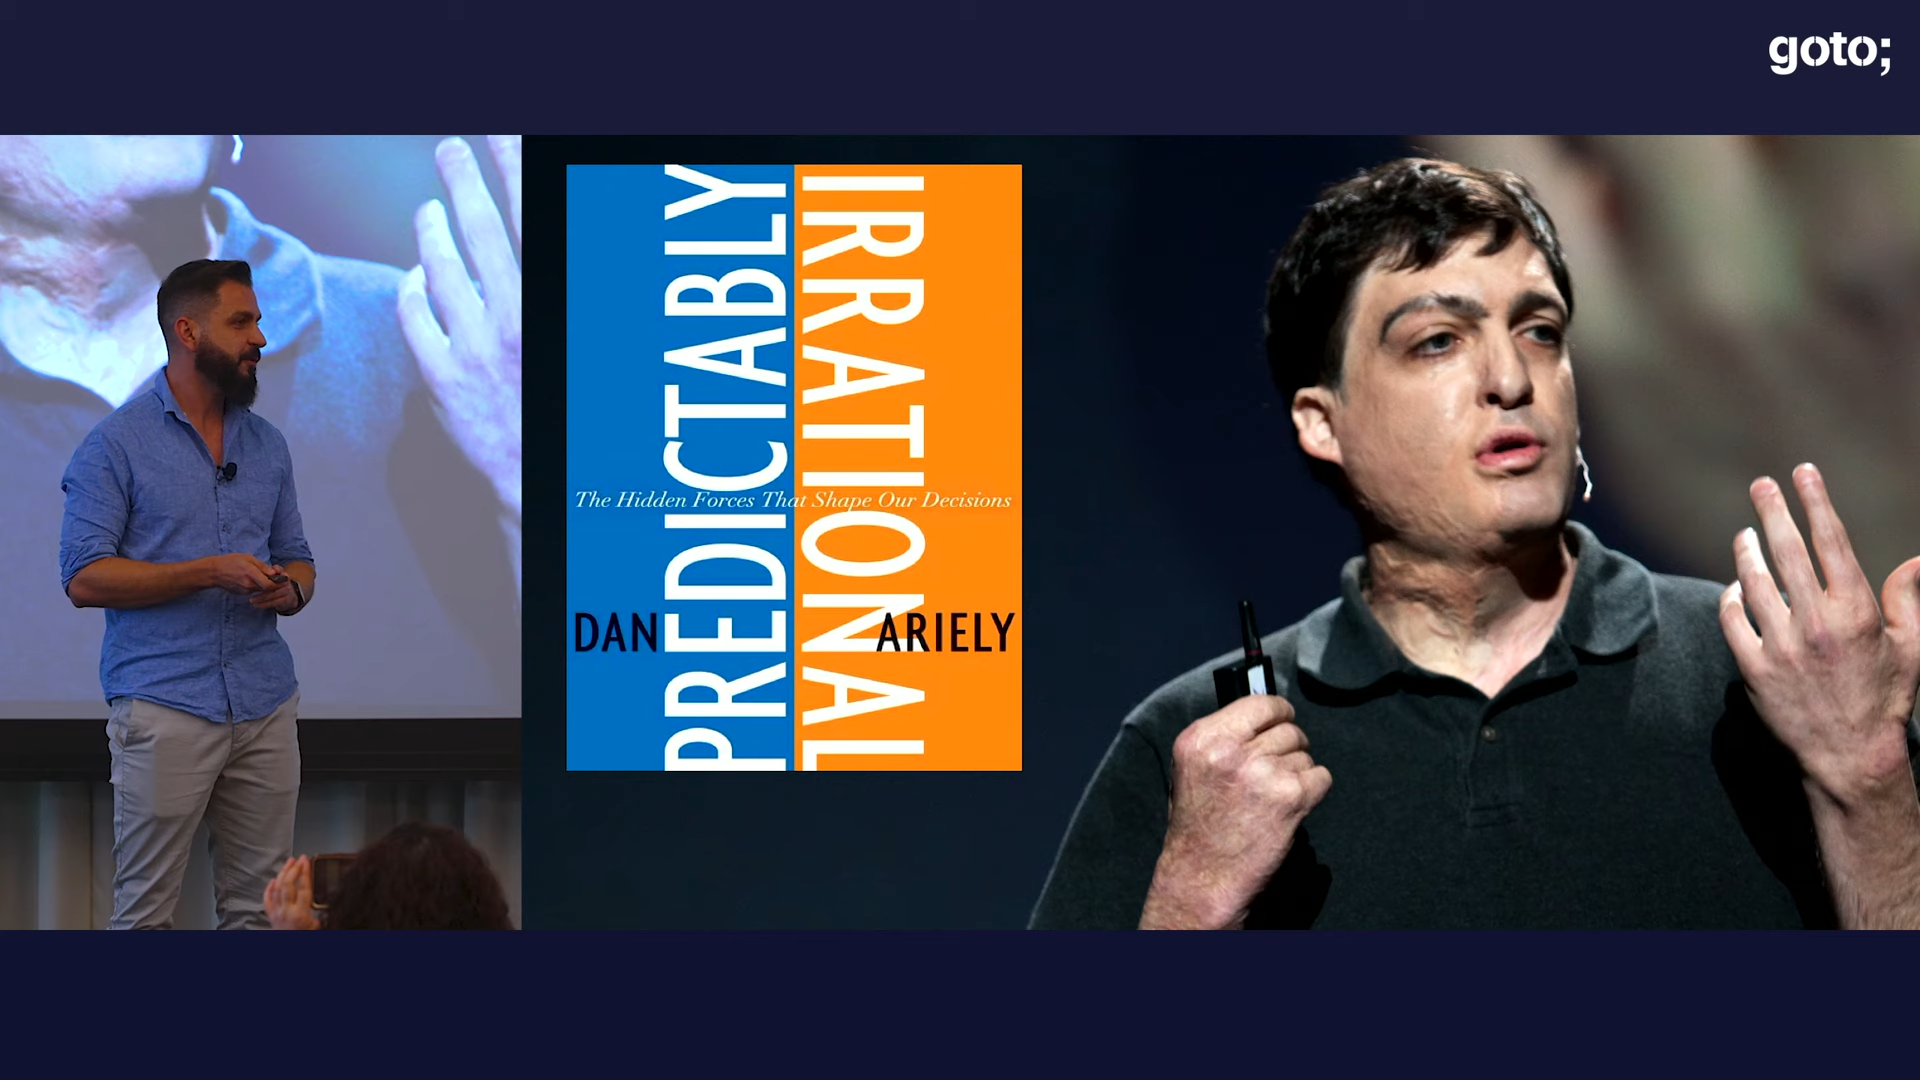 goto;
PREDICTABLY
IRRATIONAL
The Hidden Forces That Shape Our Decisions
DAN ARIELY